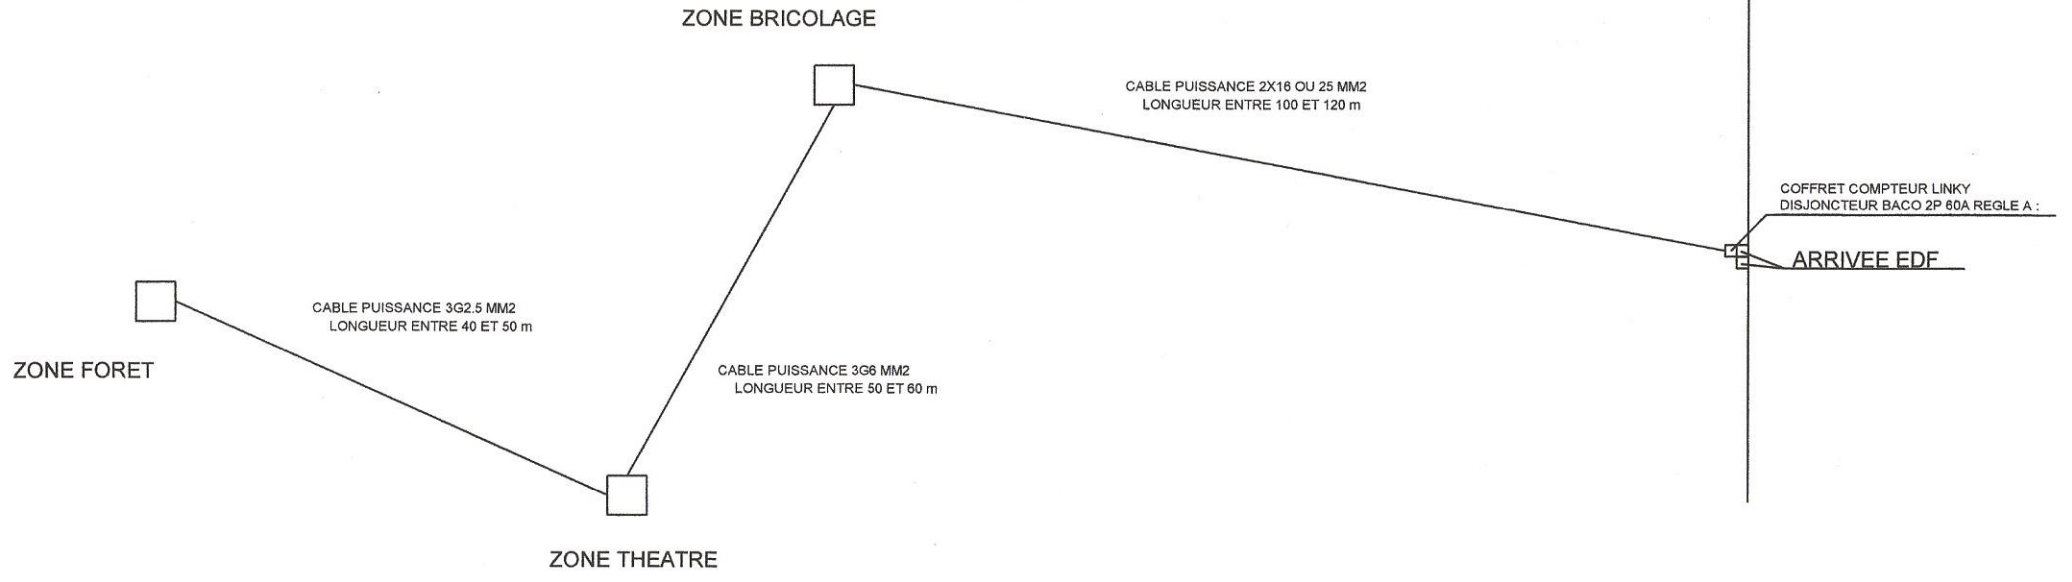 ZONE BRICOLAGE
CABLE PUISSANCE 2X16 OU 25 MM2
LONGUEUR ENTRE 100 ET 120 m
COFFRET COMPTEUR LINKY
DISJONCTEUR BACO 2P 60A REGLE A :
ARRIVEE EDF
CABLE PUISSANCE 3G2.5 MM2
LONGUEUR ENTRE 40 ET 50 m
ZONE FORET
CABLE PUISSANCE 3G6 MM2
LONGUEUR ENTRE 50 ET 60 m
ZONE THEATRE